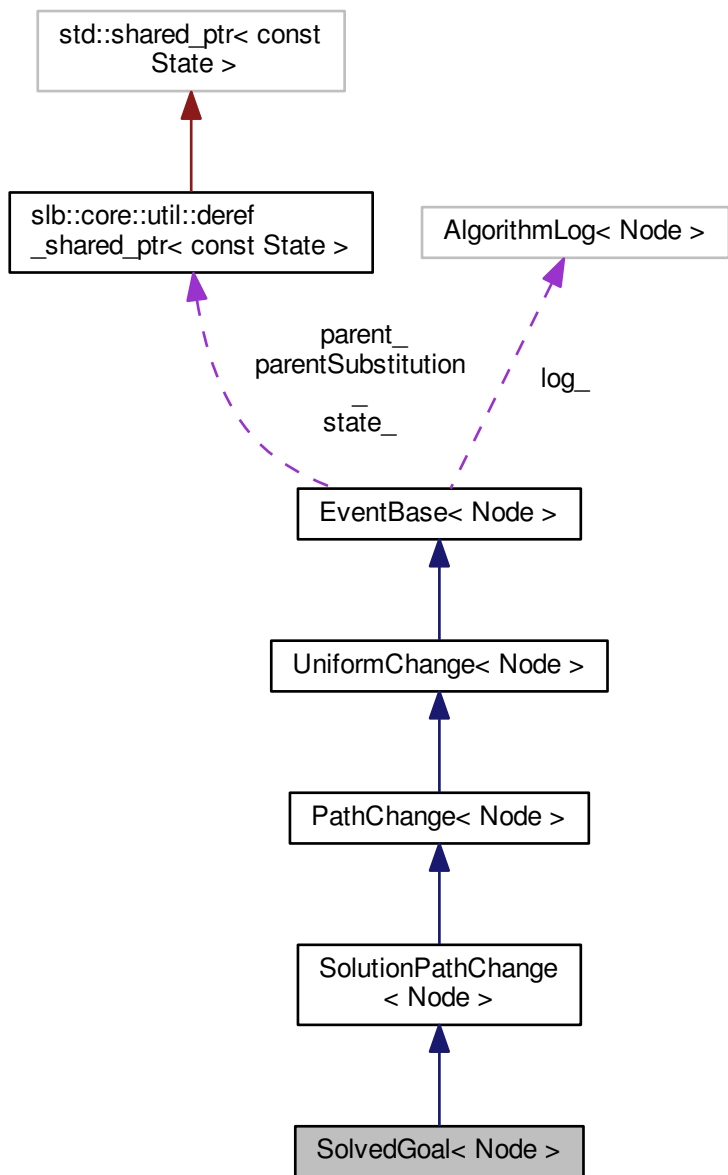 std::shared_ptr< const
State >
slb::core::util::deref
_shared_ptr< const State >
AlgorithmLog< Node >
parent_
parentSubstitution
_
state_
log_
EventBase< Node >
UniformChange< Node >
PathChange< Node >
SolutionPathChange
< Node >
SolvedGoal< Node >